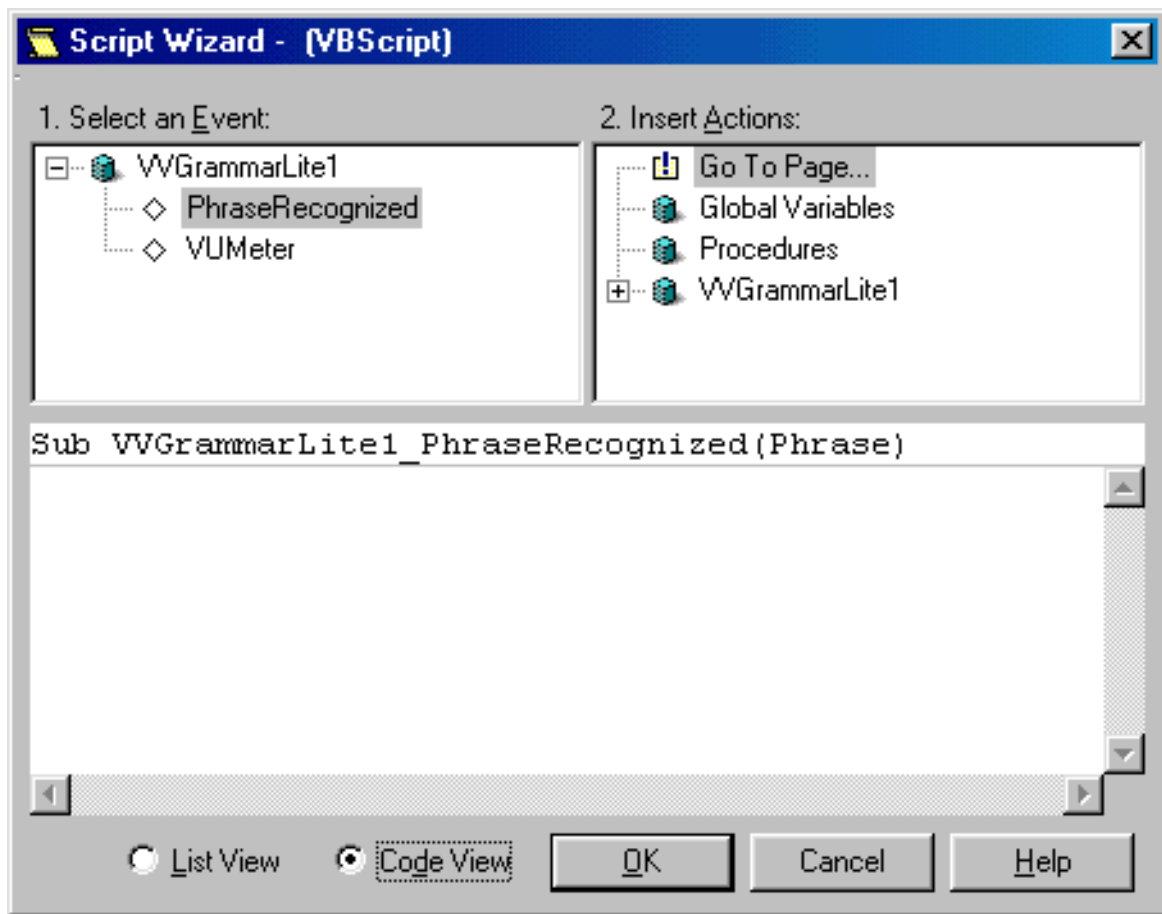 Script Wizard - (VBScript)
1. Select an Event:
VVGrammarLite1
PhraseRecognized
VUMeter
2. Insert Actions:
Go To Page...
Global Variables
Procedures
VVGrammarLite1
Sub VVGrammarLite1_PhraseRecognized(Phrase)
List View
Code View
OK
Cancel
Help